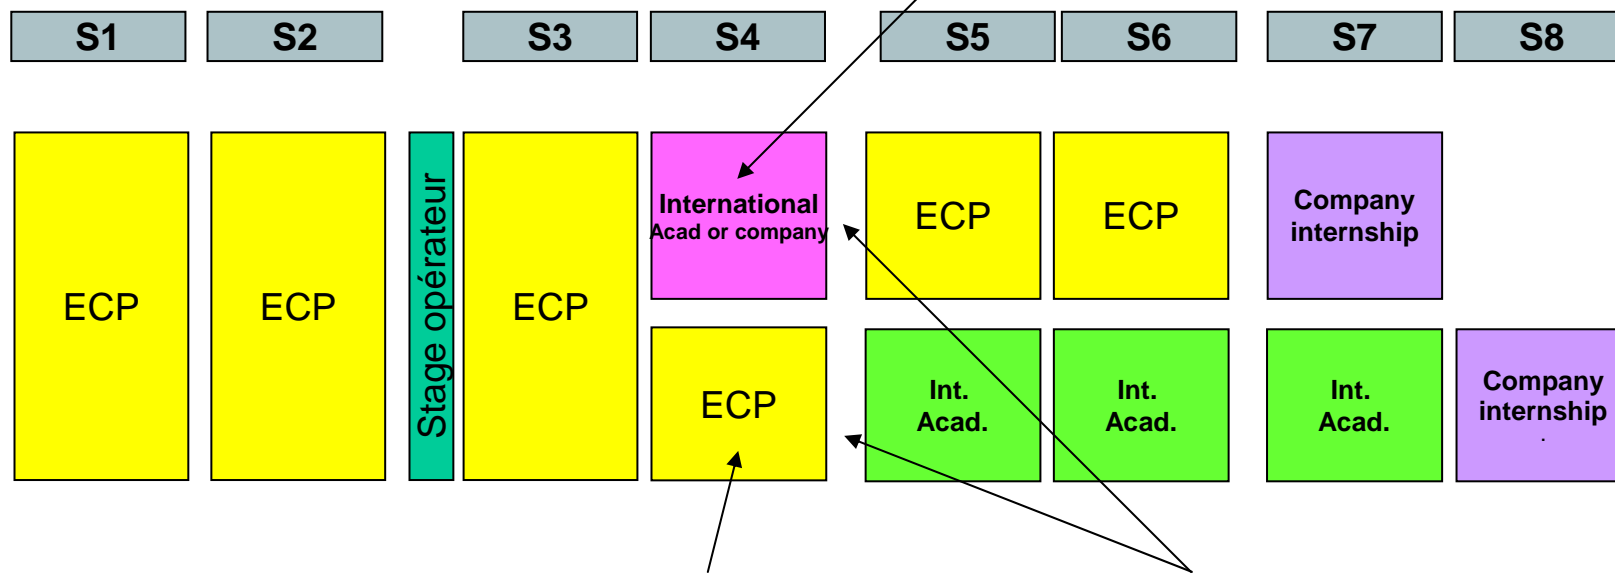 S1 S2 S3 S4 S5 S6 S7 S8
ECP
ECP
Stage opérateur
ECP
International
Acad or company
ECP
ECP
ECP
Company
internship
Int.
Acad.
Int.
Acad.
Int.
Acad.
Company
internship
.